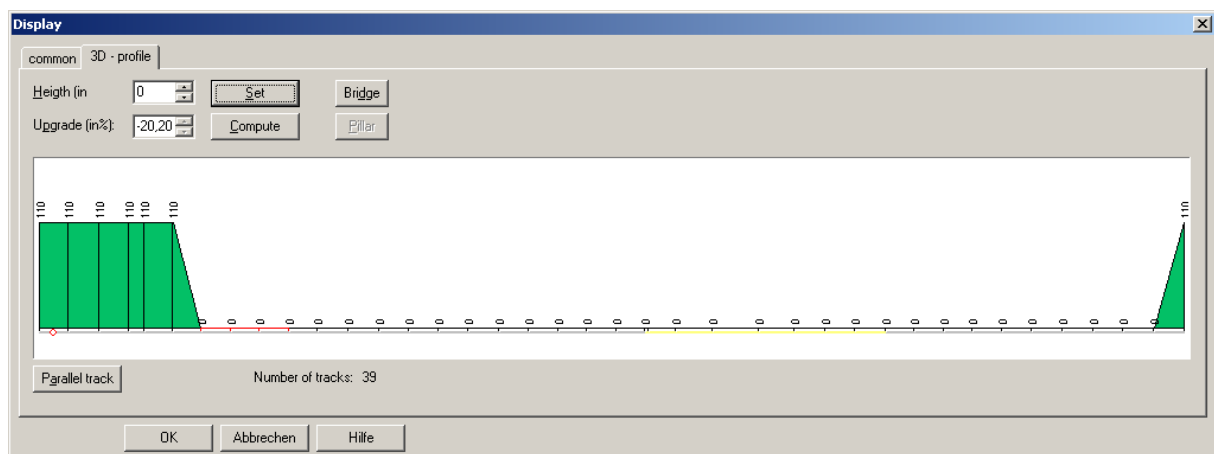 Display
common 3D - profile
Heigth (in 0 Set Bridge
Upgrade (in%): -20,20 Compute Pillar
110 110 110 110 110 110 110
0 0 0 0 0 0 0 0 0 0 0 0 0 0 0 0 0 0 0 0 0 0 0 0 0 0 0 0 0 0 0 0
Parallel track Number of tracks: 39
OK Abbrechen Hilfe